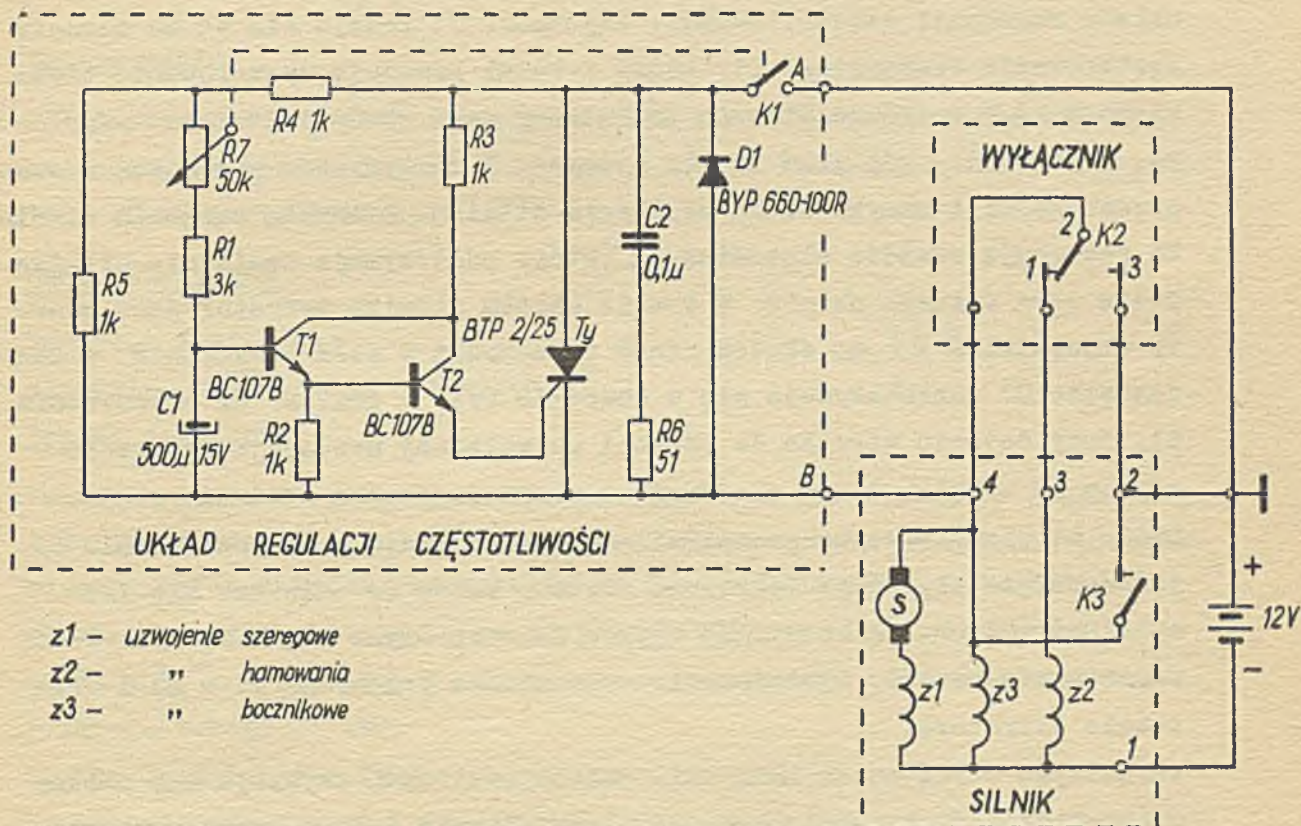 A
K1
R4 1k
R7
50k
R3
1k
D1
BYP 660-100R
WYŁĄCZNIK
2
K2
1
3
C2
0,1µ
R1
3k
R5
1k
BTP 2/25
Ty
T1
BC107B
T2
BC107B
C1
500µ 15V
R2
1k
R6
51
B
4
3
2
UKŁAD REGULACJI CZĘSTOTLIWOŚCI
S
K3
+
12V
-
z1 - uzwojenie szeregowe
z2 - ,, hamowania
z3 - ,, bocznikowe
z1
z3
z2
1
SILNIK